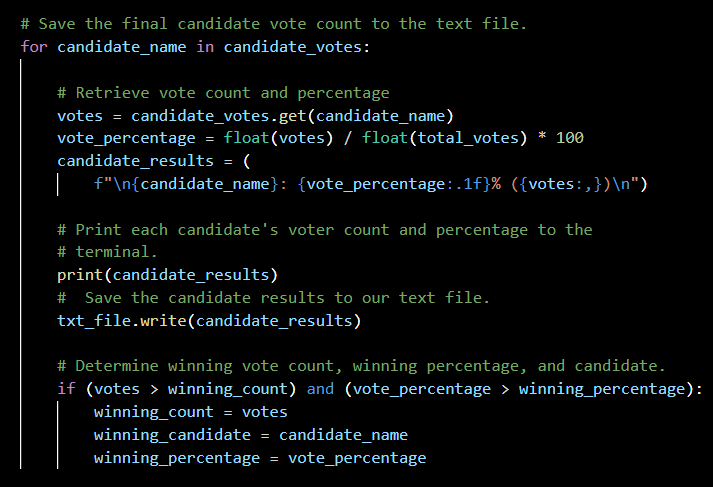 # Save the final candidate vote count to the text file.
for candidate_name in candidate_votes:
# Retrieve vote count and percentage
votes = candidate_votes.get(candidate_name)
vote_percentage = float(votes) / float(total_votes) * 100
candidate_results = (
f"\n{candidate_name}: {vote_percentage:.1f}% ({votes:,})\n")
# Print each candidate's voter count and percentage to the
# terminal.
print(candidate_results)
#  Save the candidate results to our text file.
txt_file.write(candidate_results)
# Determine winning vote count, winning percentage, and candidate.
if (votes > winning_count) and (vote_percentage > winning_percentage):
winning_count = votes
winning_candidate = candidate_name
winning_percentage = vote_percentage